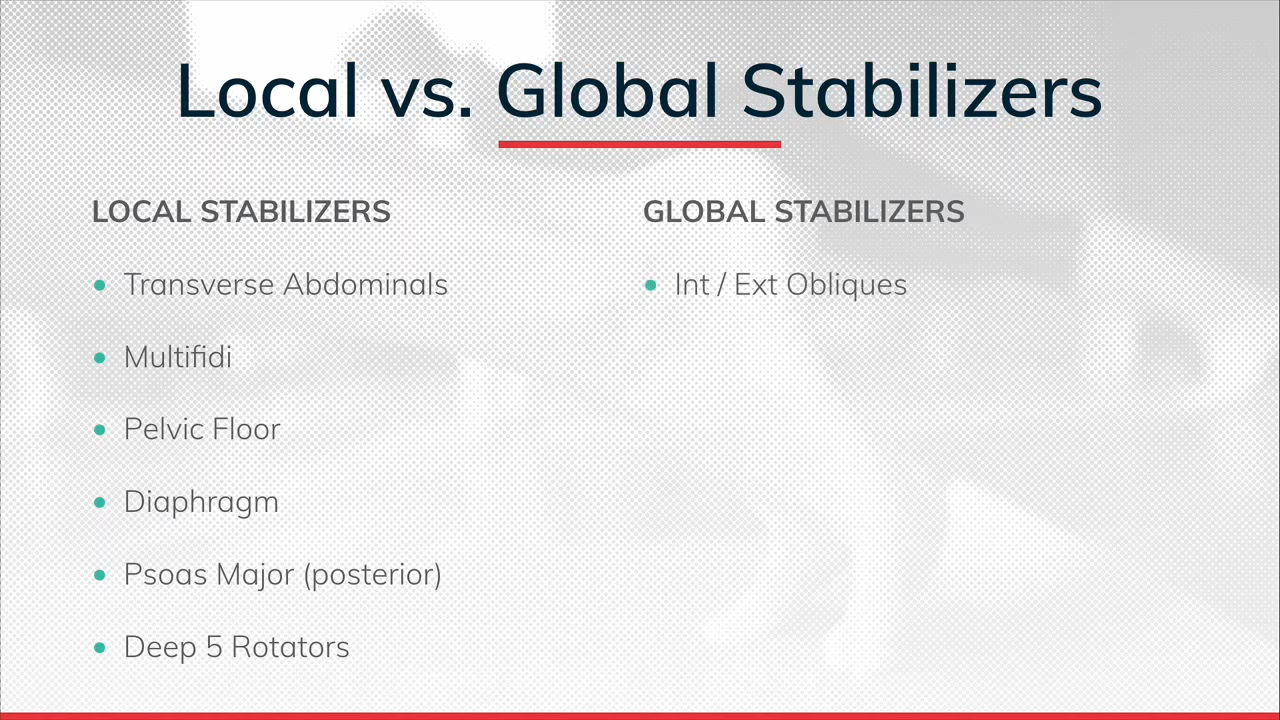 Local vs. Global Stabilizers
LOCAL STABILIZERS
• Transverse Abdominals
• Multifidi
• Pelvic Floor
• Diaphragm
• Psoas Major (posterior)
• Deep 5 Rotators
GLOBAL STABILIZERS
• Int / Ext Obliques